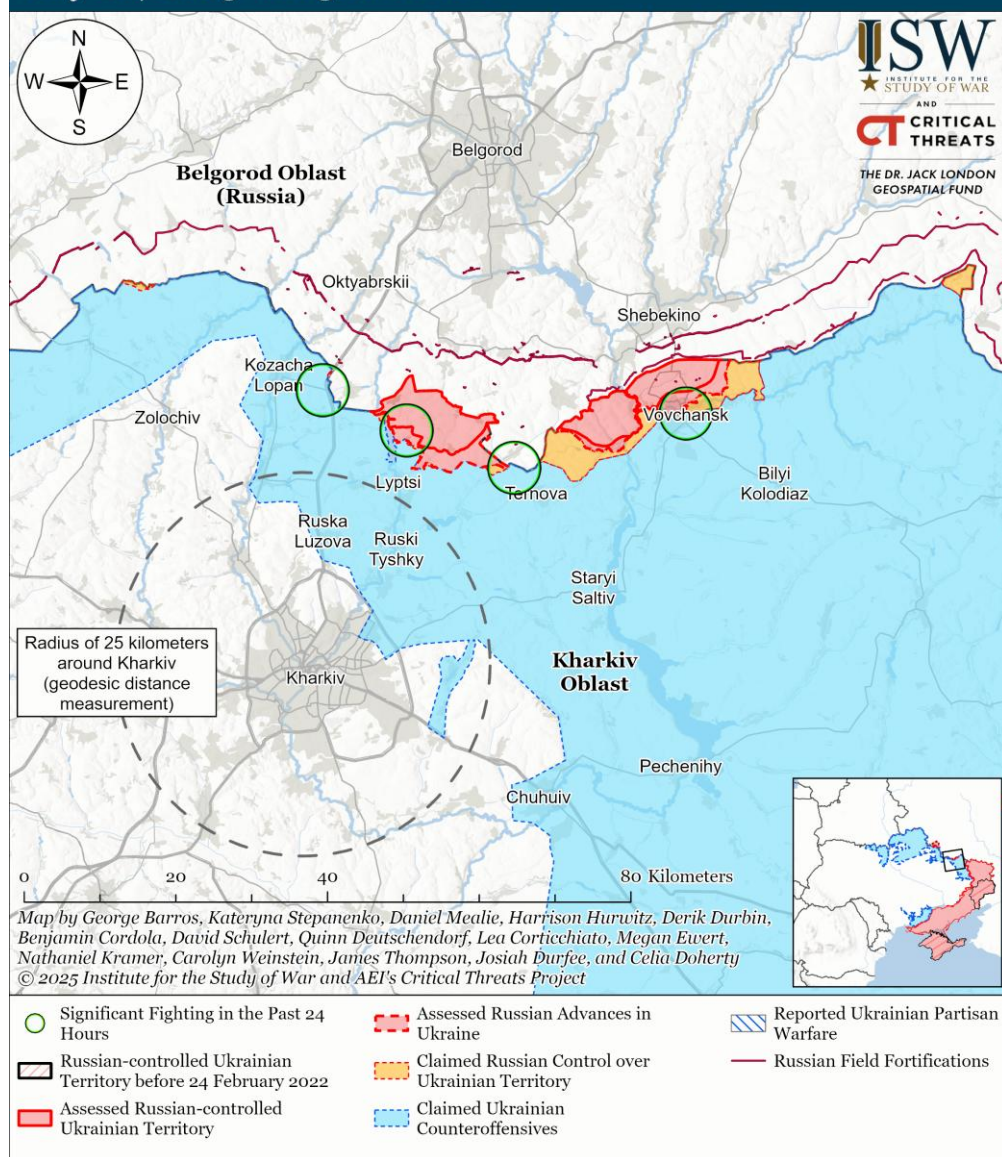 N
W
E
S
ISW
INSTITUTE FOR THE
STUDY OF WAR
AND
CT CRITICAL
THREATS
THE DR. JACK LONDON
GEOSPATIAL FUND
Belgorod
Belgorod Oblast
(Russia)
Oktyabrskii
Shebekino
Kozacha
Lopan
Zolochiv
Vovchansk
Lyptsi
Ternova
Bilyi
Kolodiaz
Ruska
Luzova
Ruski
Tyshky
Staryi
Saltiv
Radius of 25 kilometers
around Kharkiv
(geodesic distance
measurement)
Kharkiv
Oblast
Kharkiv
Pechenihy
Chuhuiv
0
20
40
80 Kilometers
Map by George Barros, Kateryna Stepanenko, Daniel Mealie, Harrison Hurwitz, Derik Durbin,
Benjamin Cordola, David Schulert, Quinn Deutschendorf, Lea Corticchiato, Megan Ewert,
Nathaniel Kramer, Carolyn Weinstein, James Thompson, Josiah Durfee, and Celia Doherty
© 2025 Institute for the Study of War and AEI's Critical Threats Project
Significant Fighting in the Past 24
Hours
Russian-controlled Ukrainian
Territory before 24 February 2022
Assessed Russian-controlled
Ukrainian Territory
Assessed Russian Advances in
Ukraine
Claimed Russian Control over
Ukrainian Territory
Claimed Ukrainian
Counteroffensives
Reported Ukrainian Partisan
Warfare
Russian Field Fortifications